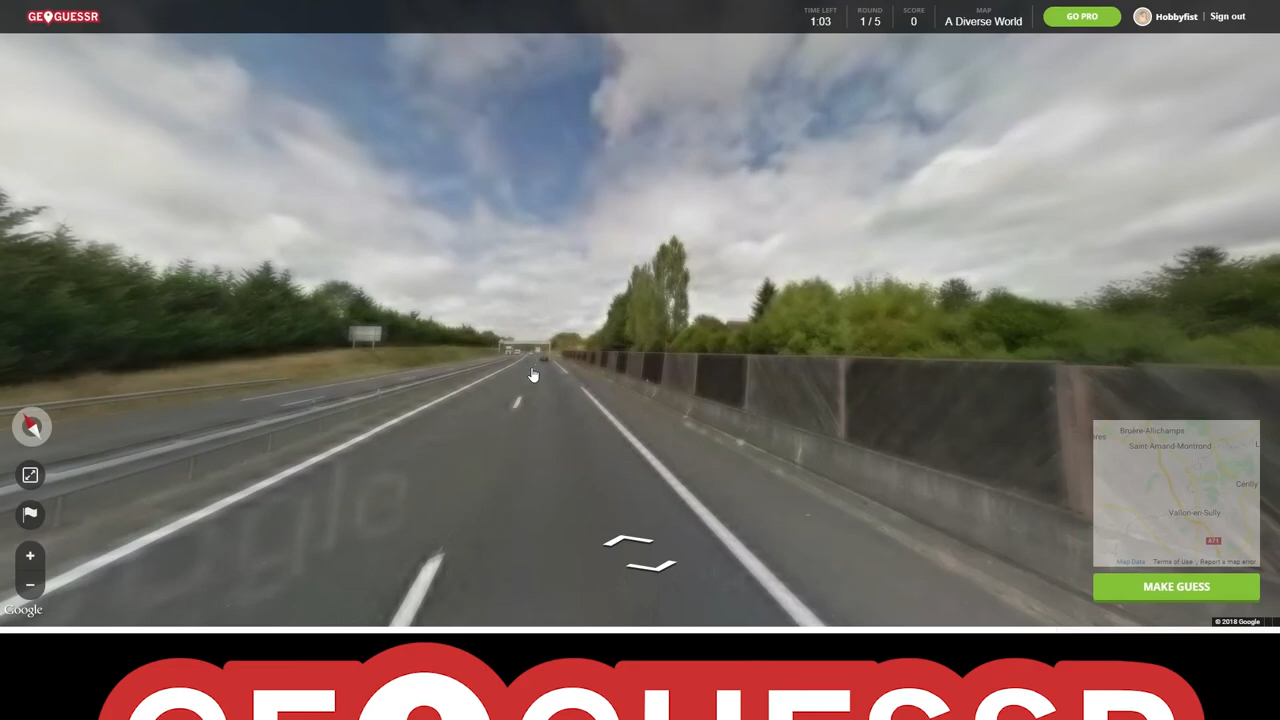 GEOGUESSR
TIME LEFT
1:03
ROUND
1 / 5
SCORE
0
MAP
A Diverse World
GO PRO
Hobbyfist
Sign out
Bruère-Allichamps
Saint-Amand-Montrond
Vallon-en-Sully
A71
Map Data
Terms of Use
Report a map error
MAKE GUESS
+
−
Google
© 2018 Google
GEOGUESSR